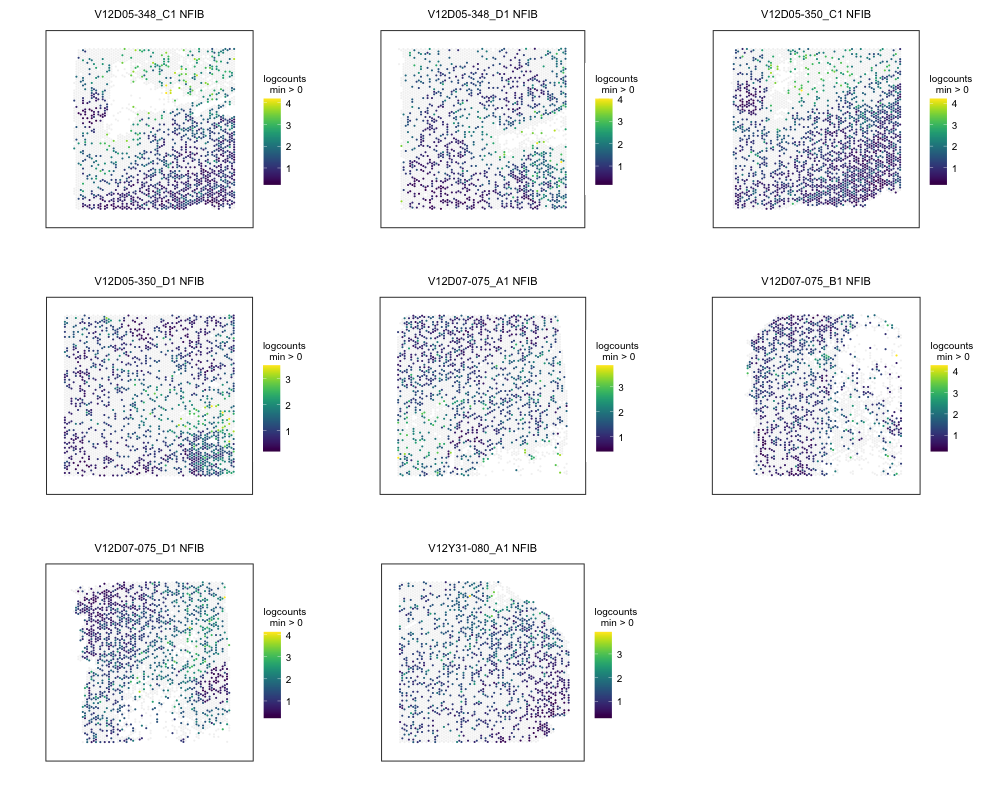 V12D05-348_C1 NFIB
logcounts
min > 0
4
3
2
1
V12D05-348_D1 NFIB
logcounts
min > 0
4
3
2
1
V12D05-350_C1 NFIB
logcounts
min > 0
4
3
2
1
V12D05-350_D1 NFIB
logcounts
min > 0
3
2
1
V12D07-075_A1 NFIB
logcounts
min > 0
3
2
1
V12D07-075_B1 NFIB
logcounts
min > 0
4
3
2
1
V12D07-075_D1 NFIB
logcounts
min > 0
4
3
2
1
V12Y31-080_A1 NFIB
logcounts
min > 0
3
2
1